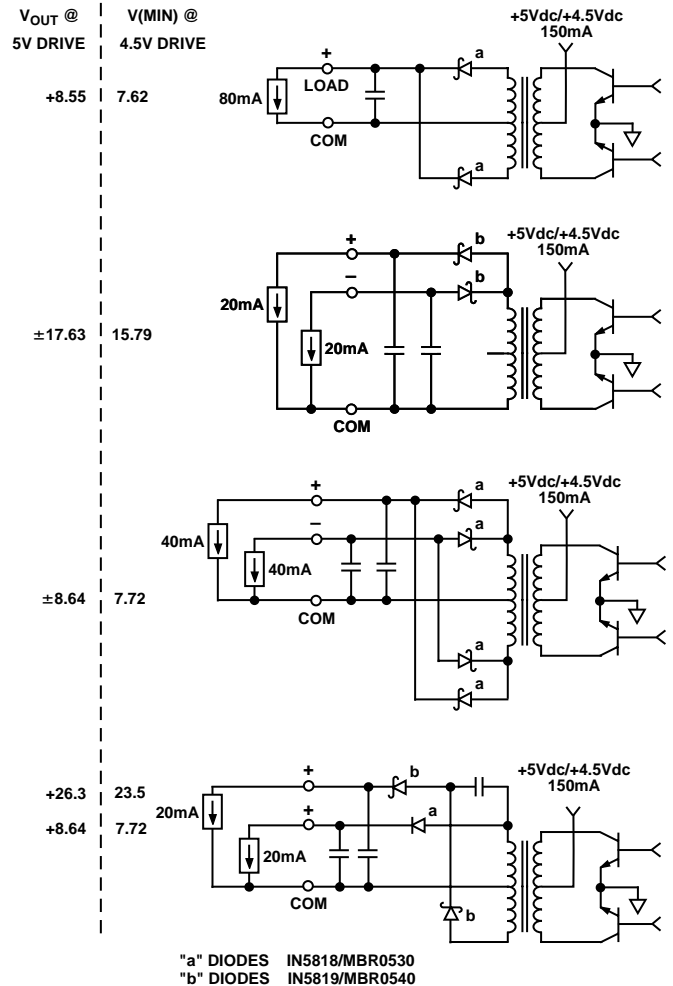 VOUT @ V(MIN) @
5V DRIVE 4.5V DRIVE
+5Vdc/+4.5Vdc
150mA
a
+
LOAD
80mA
+8.55 7.62
COM
a
+5Vdc/+4.5Vdc
150mA
+ b
− b
20mA
20mA
±17.63 15.79
COM
+5Vdc/+4.5Vdc
150mA
+ a
− a
40mA
40mA
±8.64 7.72
COM
a
a
+5Vdc/+4.5Vdc
150mA
+ b
+26.3 23.5
20mA
+ a
+8.64 7.72
20mA
COM
b
"a" DIODES IN5818/MBR0530
"b" DIODES IN5819/MBR0540